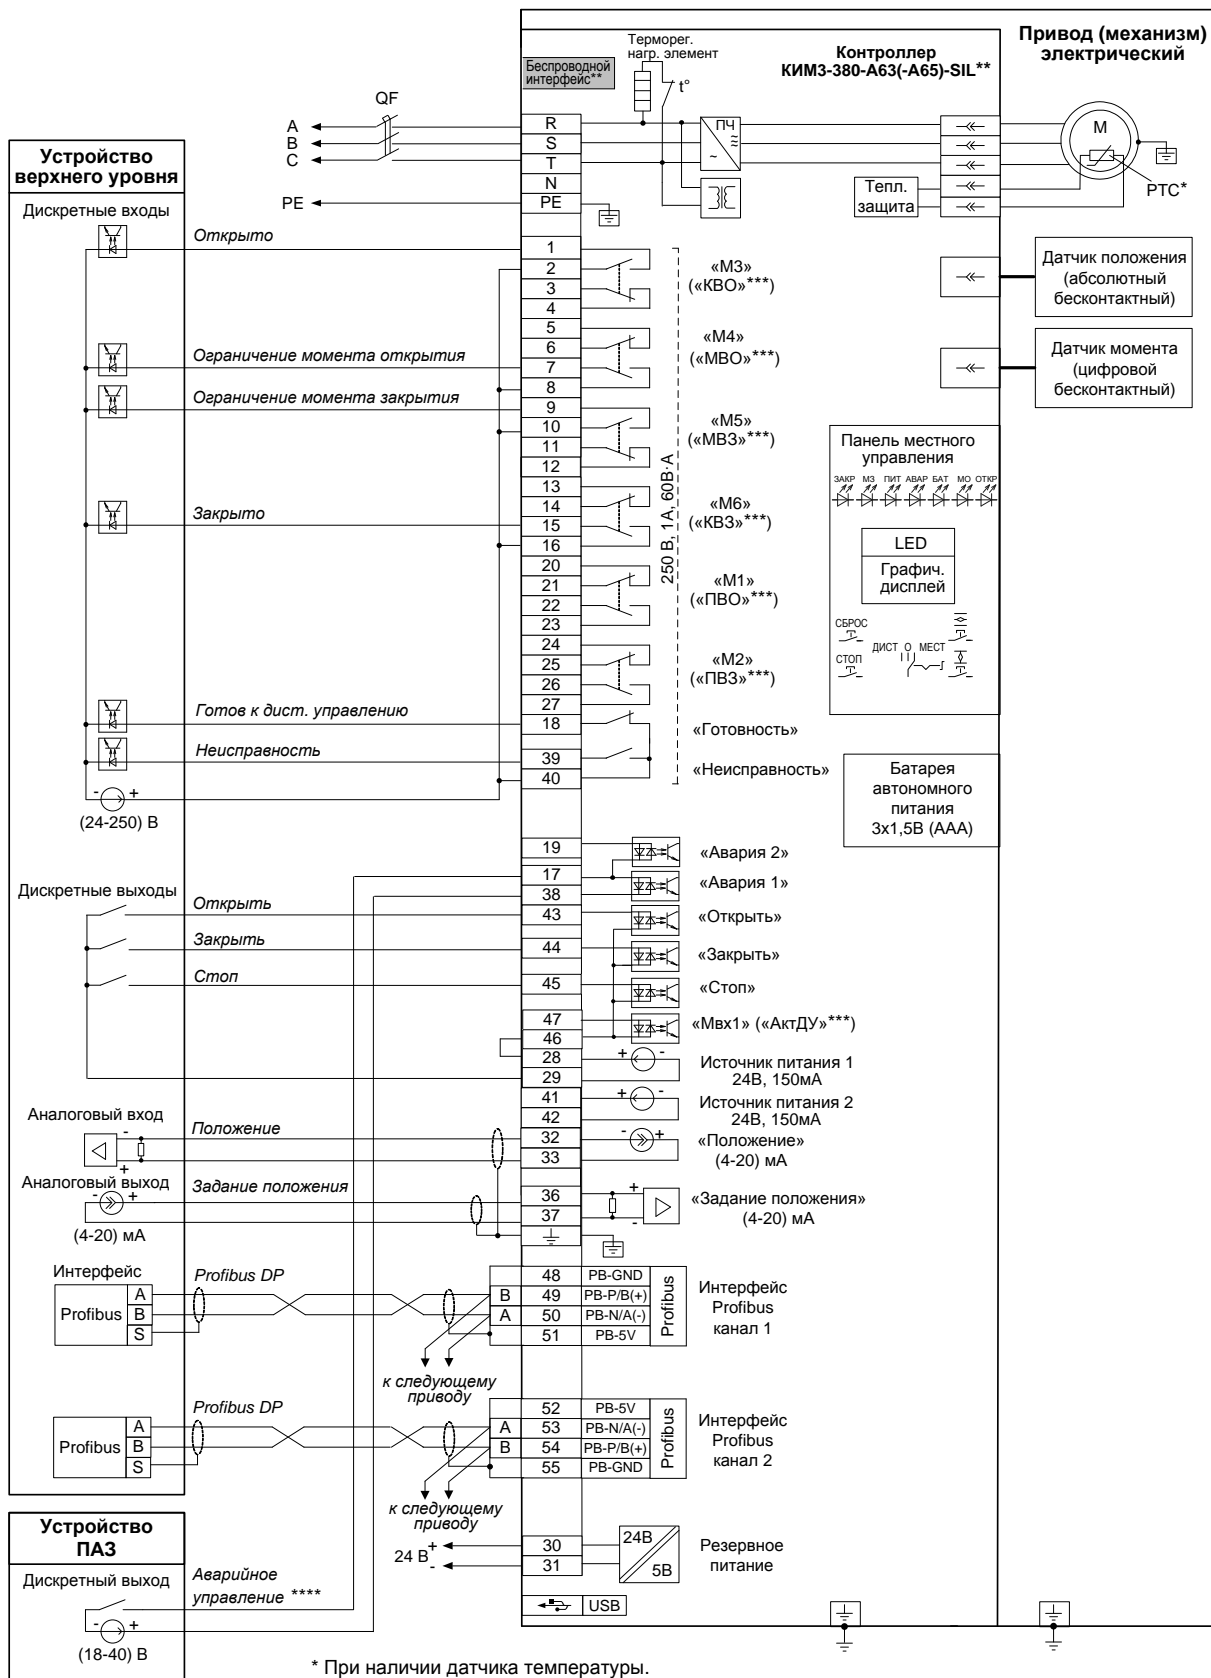 Привод (механизм)
электрический
Контроллер
КИМ3-380-А63(-А65)-SIL**
Терморег.
нагр. элемент
t°
Беспроводной
интерфейс**
QF
A
B
C
PE
R
S
T
N
PE
ПЧ
≈
~
Тепл.
защита
M
PTC*
Устройство
верхнего уровня
Дискретные входы
Открыто
Ограничение момента открытия
Ограничение момента закрытия
Закрыто
Готов к дист. управлению
Неисправность
- +
(24-250) В
1
2
3
4
5
6
7
8
9
10
11
12
13
14
15
16
20
21
22
23
24
25
26
27
18
39
40
«М3»
(«КВО»***)
«М4»
(«МВО»***)
«М5»
(«МВЗ»***)
«М6»
(«КВЗ»***)
«М1»
(«ПВО»***)
«М2»
(«ПВЗ»***)
«Готовность»
«Неисправность»
250 В, 1А, 60В·А
Датчик положения
(абсолютный
бесконтактный)
Датчик момента
(цифровой
бесконтактный)
Панель местного
управления
ЗАКР МЗ ПИТ АВАР БАТ МО ОТКР
LED
Графич.
дисплей
СБРОС
СТОП
ДИСТ О МЕСТ
Батарея
автономного
питания
3х1,5В (ААА)
19
17
38
43
44
45
47
46
28
29
41
42
32
33
36
37
«Авария 2»
«Авария 1»
«Открыть»
«Закрыть»
«Стоп»
«Мвх1» («АктДУ»***)
+ -
Источник питания 1
24В, 150мА
+ -
Источник питания 2
24В, 150мА
- +
«Положение»
(4-20) мА
+
-
«Задание положения»
(4-20) мА
Дискретные выходы
Открыть
Закрыть
Стоп
Аналоговый вход
-
+
Положение
Аналоговый выход
- +
Задание положения
(4-20) мА
Интерфейс
Profibus
A
B
S
Profibus DP
B
A
48 PB-GND
49 PB-P/B(+)
50 PB-N/A(-)
51 PB-5V
Profibus
Интерфейс
Profibus
канал 1
к следующему
приводу
Profibus
A
B
S
Profibus DP
A
B
52 PB-5V
53 PB-N/A(-)
54 PB-P/B(+)
55 PB-GND
Profibus
Интерфейс
Profibus
канал 2
к следующему
приводу
24 В
+
-
30
31
24В
5В
Резервное
питание
USB
Устройство
ПАЗ
Дискретный выход
- +
(18-40) В
Аварийное
управление ****
* При наличии датчика температуры.